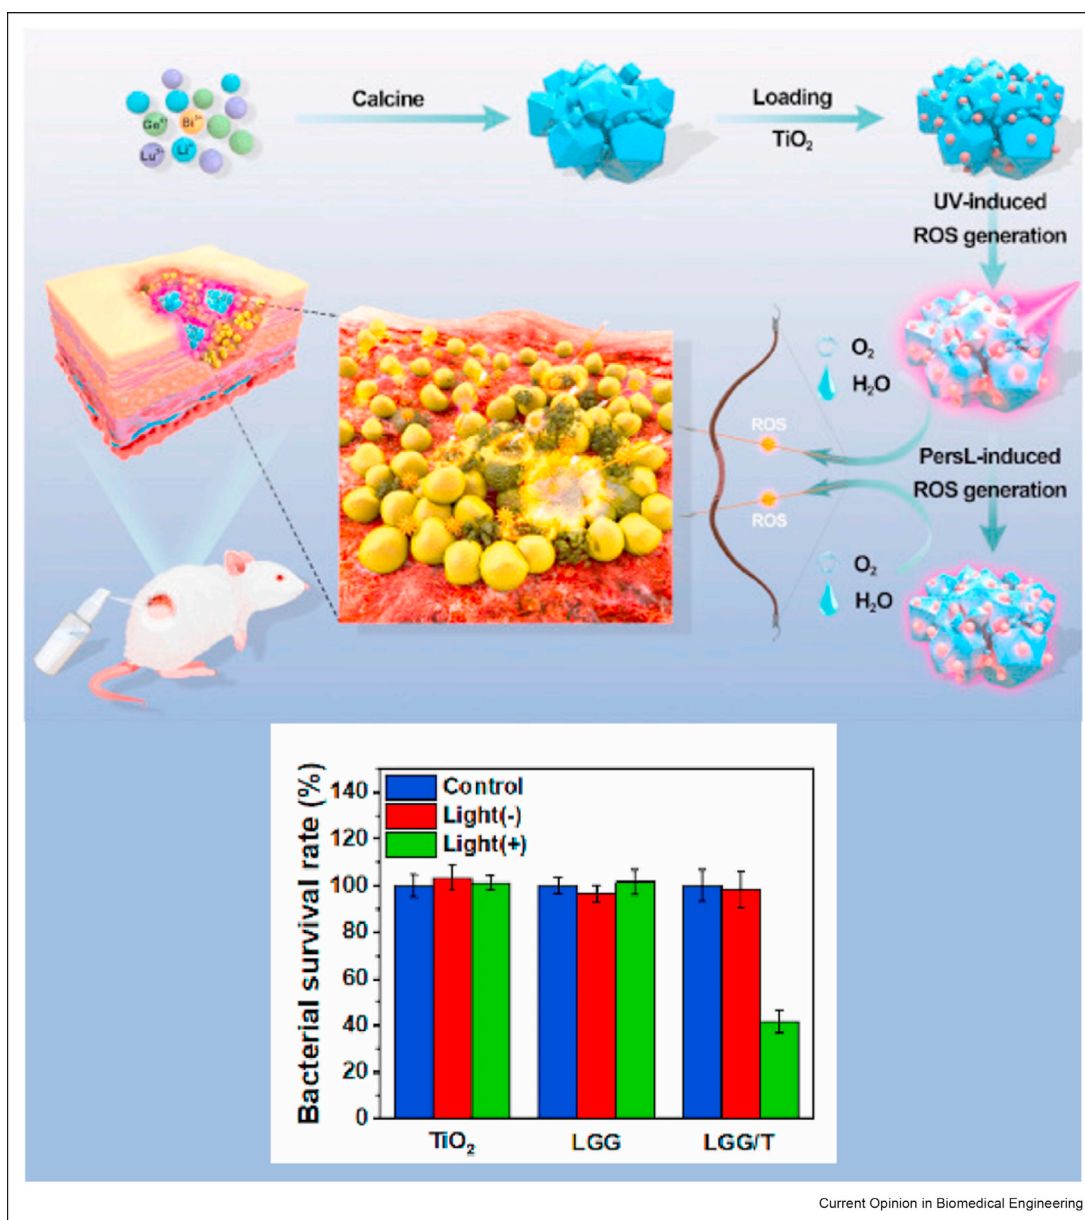 Calcine
Loading
TiO₂
Ge⁴⁺
Bi³⁺
Lu³⁺
Li⁺
UV-induced
ROS generation
O₂
H₂O
ROS
PersL-induced
ROS generation
ROS
O₂
H₂O
Bacterial survival rate (%)
140
120
100
80
60
40
20
0
Control
Light(-)
Light(+)
TiO₂
LGG
LGG/T
Current Opinion in Biomedical Engineering